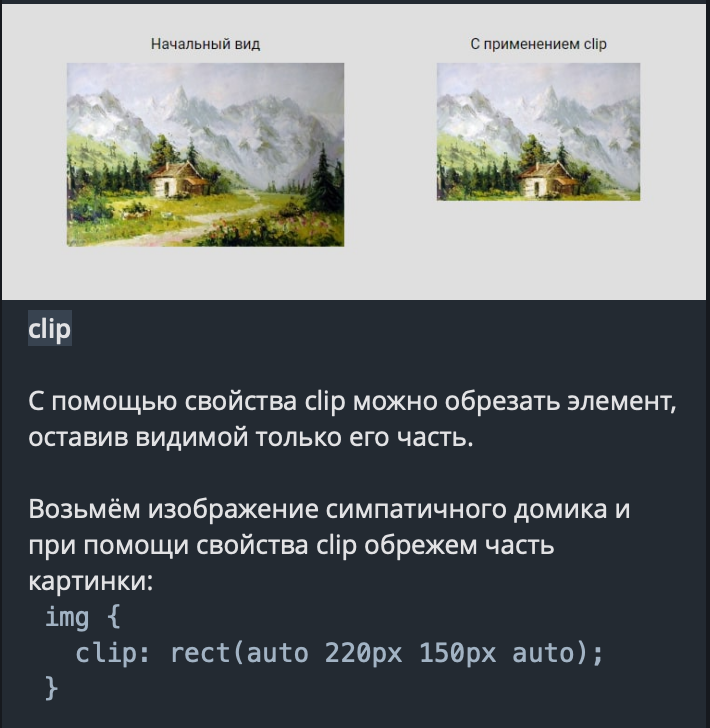 Начальный вид
С применением clip
clip
С помощью свойства clip можно обрезать элемент,
оставив видимой только его часть.
Возьмём изображение симпатичного домика и
при помощи свойства clip обрежем часть
картинки:
img {
clip: rect(auto 220px 150px auto);
}